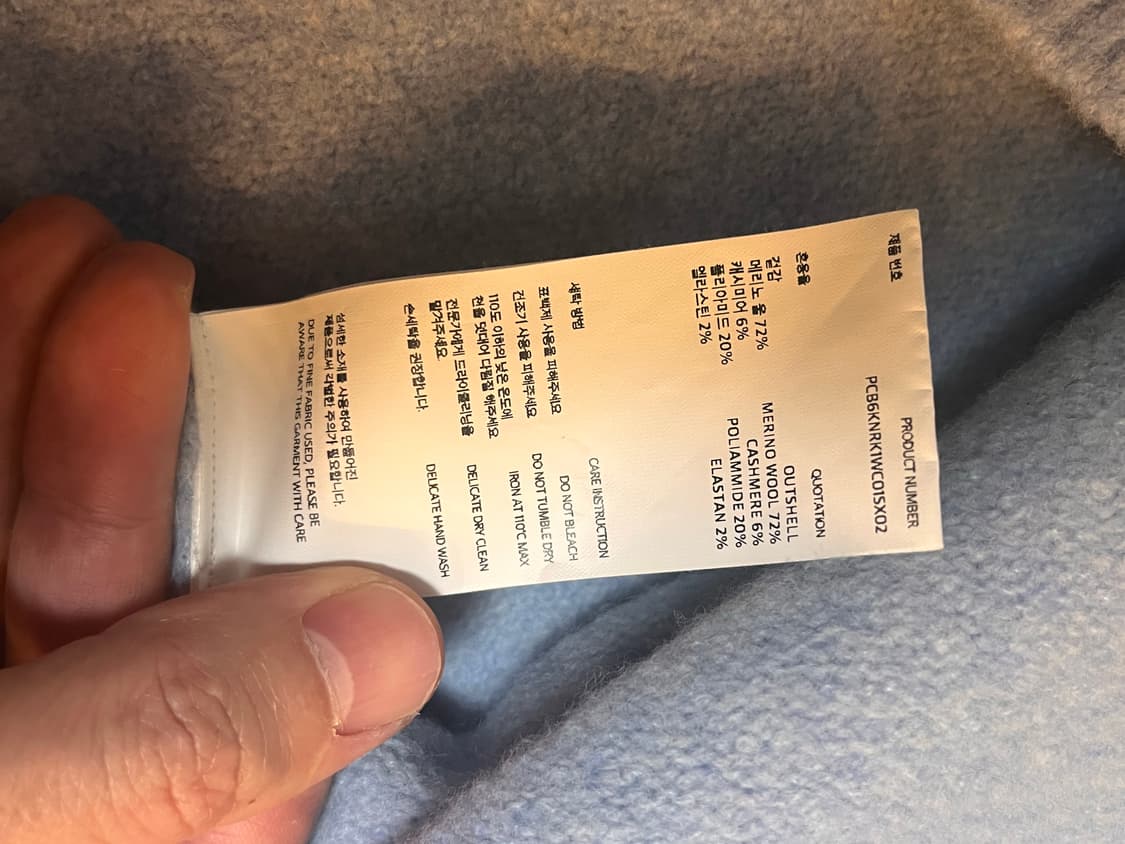 제품 번호
PRODUCT NUMBER
PCB6KNRK1WC01SX02
혼용율
QUOTATION
겉감
OUTSHELL
메리노 울 72%
MERINO WOOL 72%
캐시미어 6%
CASHMERE 6%
폴리아미드 20%
POLIAMMIDE 20%
엘라스틴 2%
ELASTAN 2%
세탁 방법
CARE INSTRUCTION
표백제 사용을 피해주세요
DO NOT BLEACH
건조기 사용을 피해주세요
DO NOT TUMBLE DRY
110도 이하의 낮은 온도에
천을 덧대어 다림질 해주세요
IRON AT 110°C MAX
전문가에게 드라이클리닝을
맡겨주세요
DELICATE DRY CLEAN
손세탁을 권장합니다.
DELICATE HAND WASH
섬세한 소재를 사용하여 만들어진
제품으로써 각별한 주의가 필요합니다.
DUE TO FINE FABRIC USED, PLEASE BE
AWARE THAT THIS GARMENT WITH CARE